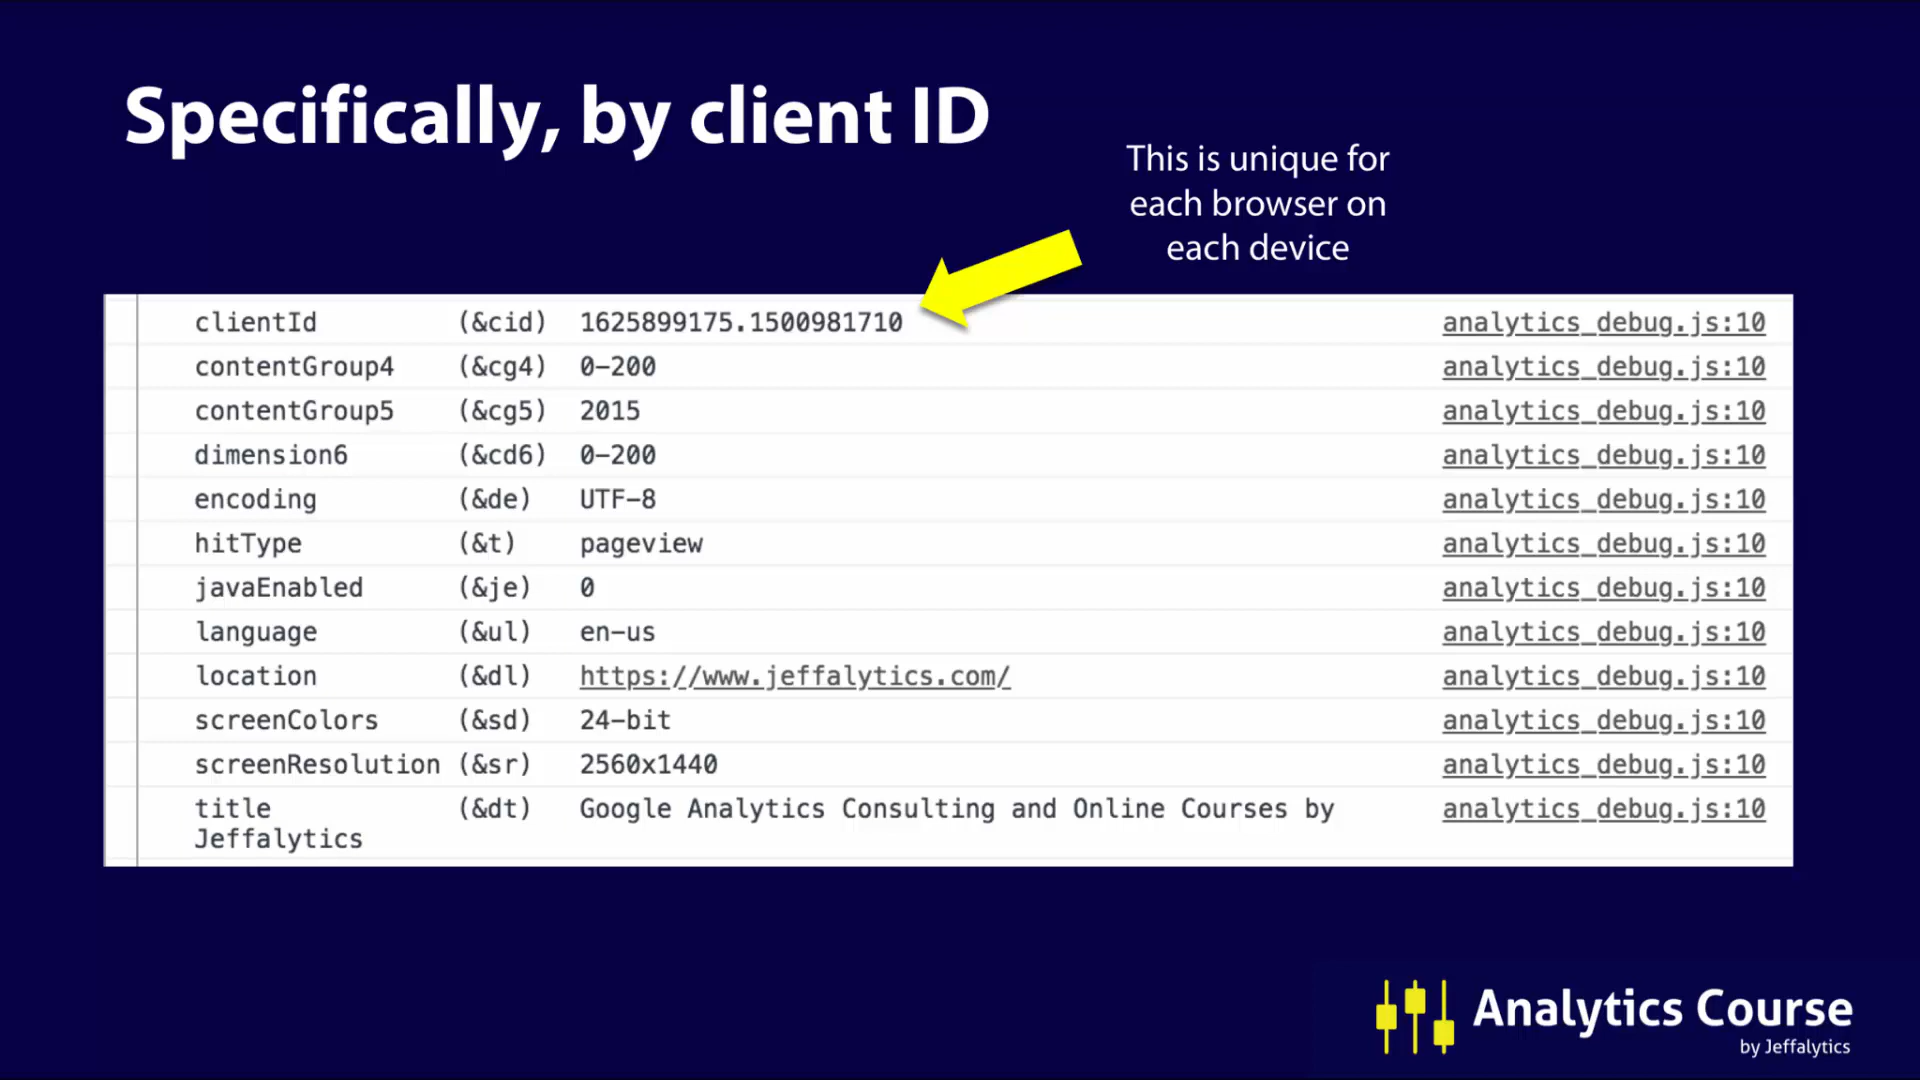 Specifically, by client ID
This is unique for
each browser on
each device
clientId (&cid) 1625899175.1500981710 analytics_debug.js:10
contentGroup4 (&cg4) 0-200 analytics_debug.js:10
contentGroup5 (&cg5) 2015 analytics_debug.js:10
dimension6 (&cd6) 0-200 analytics_debug.js:10
encoding (&de) UTF-8 analytics_debug.js:10
hitType (&t) pageview analytics_debug.js:10
javaEnabled (&je) 0 analytics_debug.js:10
language (&ul) en-us analytics_debug.js:10
location (&dl) https://www.jeffalytics.com/ analytics_debug.js:10
screenColors (&sd) 24-bit analytics_debug.js:10
screenResolution (&sr) 2560x1440 analytics_debug.js:10
title (&dt) Google Analytics Consulting and Online Courses by analytics_debug.js:10
Jeffalytics
Analytics Course
by Jeffalytics